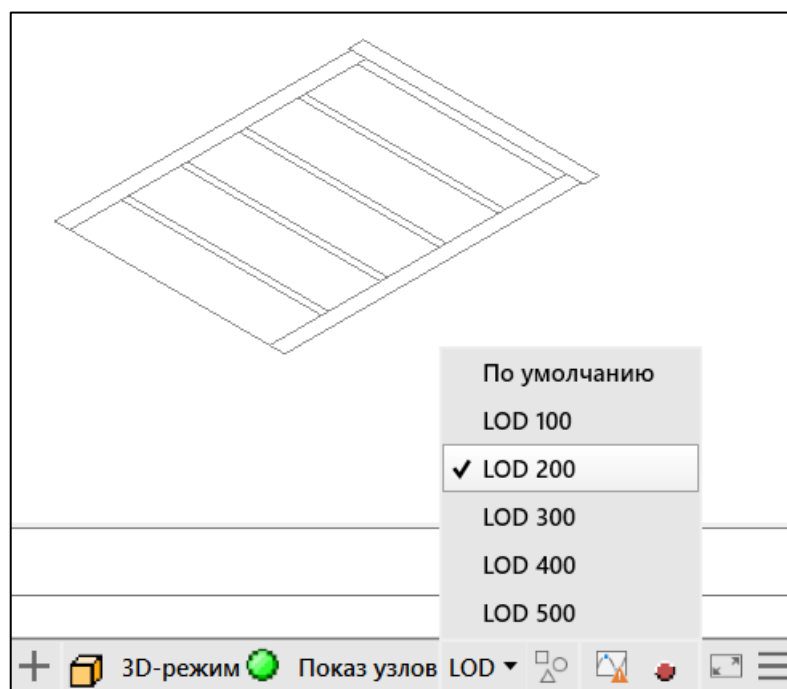 По умолчанию
LOD 100
LOD 200
LOD 300
LOD 400
LOD 500
3D-режим Показ узлов LOD